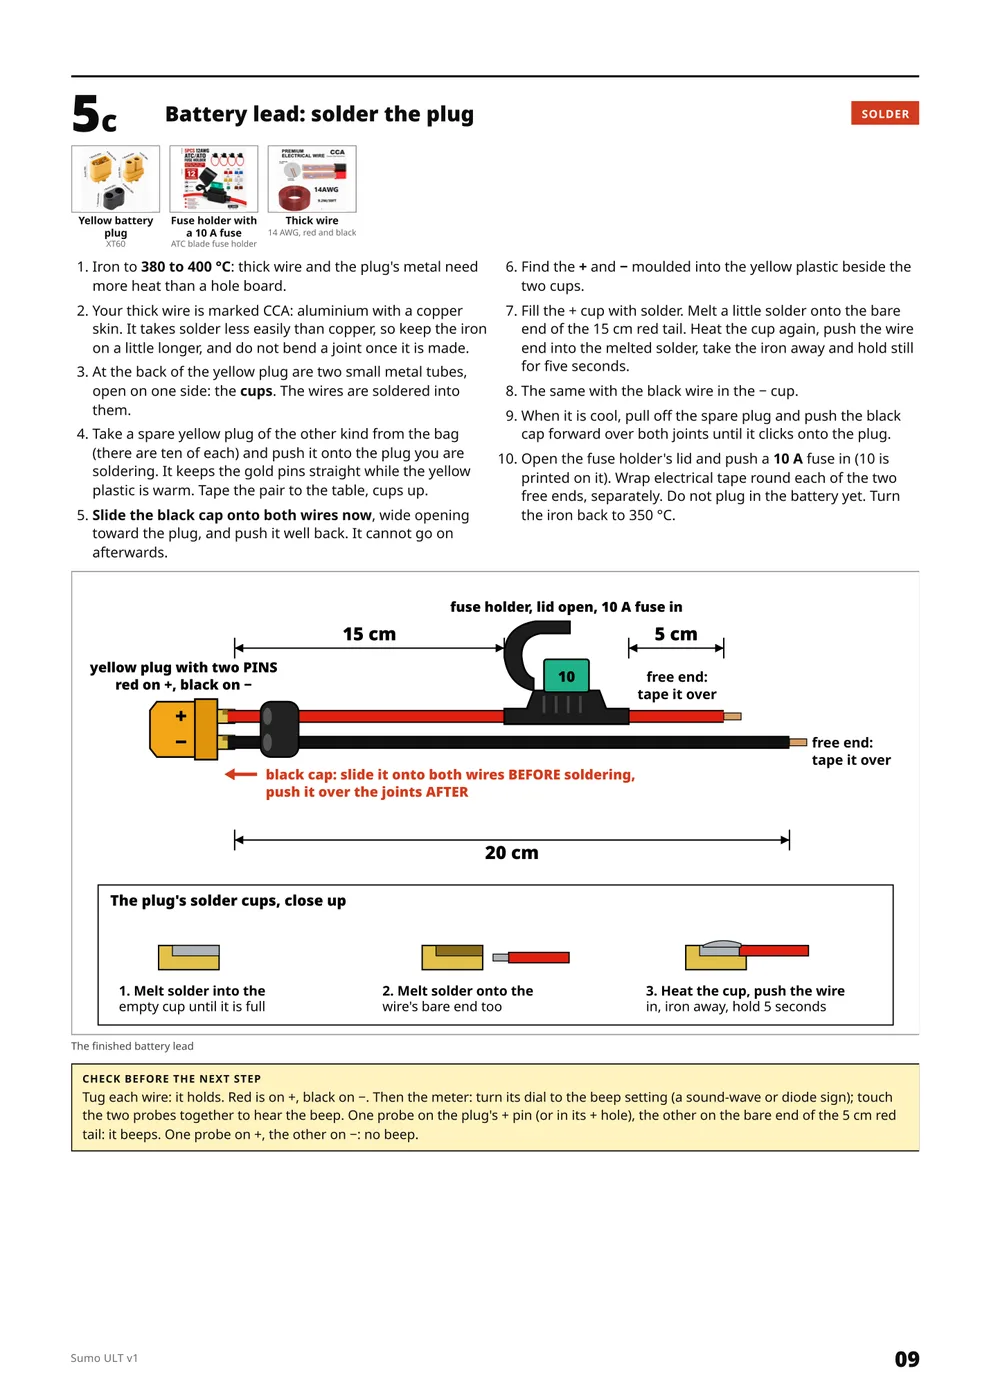 5c
Battery lead: solder the plug
SOLDER
PREMIUM
ELECTRICAL WIRE
CCA
14AWG
5PCS 12AWG
ATC/ATO
12
Yellow battery
plug
XT60
Fuse holder with
a 10 A fuse
ATC blade fuse holder
Thick wire
14 AWG, red and black
1. Iron to 380 to 400 °C: thick wire and the plug's metal need
more heat than a hole board.
2. Your thick wire is marked CCA: aluminium with a copper
skin. It takes solder less easily than copper, so keep the iron
on a little longer, and do not bend a joint once it is made.
3. At the back of the yellow plug are two small metal tubes,
open on one side: the cups. The wires are soldered into
them.
4. Take a spare yellow plug of the other kind from the bag
(there are ten of each) and push it onto the plug you are
soldering. It keeps the gold pins straight while the yellow
plastic is warm. Tape the pair to the table, cups up.
5. Slide the black cap onto both wires now, wide opening
toward the plug, and push it well back. It cannot go on
afterwards.
6. Find the + and − moulded into the yellow plastic beside the
two cups.
7. Fill the + cup with solder. Melt a little solder onto the bare
end of the 15 cm red tail. Heat the cup again, push the wire
end into the melted solder, take the iron away and hold still
for five seconds.
8. The same with the black wire in the − cup.
9. When it is cool, pull off the spare plug and push the black
cap forward over both joints until it clicks onto the plug.
10. Open the fuse holder's lid and push a 10 A fuse in (10 is
printed on it). Wrap electrical tape round each of the two
free ends, separately. Do not plug in the battery yet. Turn
the iron back to 350 °C.
fuse holder, lid open, 10 A fuse in
15 cm
5 cm
yellow plug with two PINS
red on +, black on −
10
free end:
tape it over
+
−
free end:
tape it over
black cap: slide it onto both wires BEFORE soldering,
push it over the joints AFTER
20 cm
The plug's solder cups, close up
1. Melt solder into the
empty cup until it is full
2. Melt solder onto the
wire's bare end too
3. Heat the cup, push the wire
in, iron away, hold 5 seconds
The finished battery lead
CHECK BEFORE THE NEXT STEP
Tug each wire: it holds. Red is on +, black on −. Then the meter: turn its dial to the beep setting (a sound-wave or diode sign); touch
the two probes together to hear the beep. One probe on the plug's + pin (or in its + hole), the other on the bare end of the 5 cm red
tail: it beeps. One probe on +, the other on −: no beep.
Sumo ULT v1
09